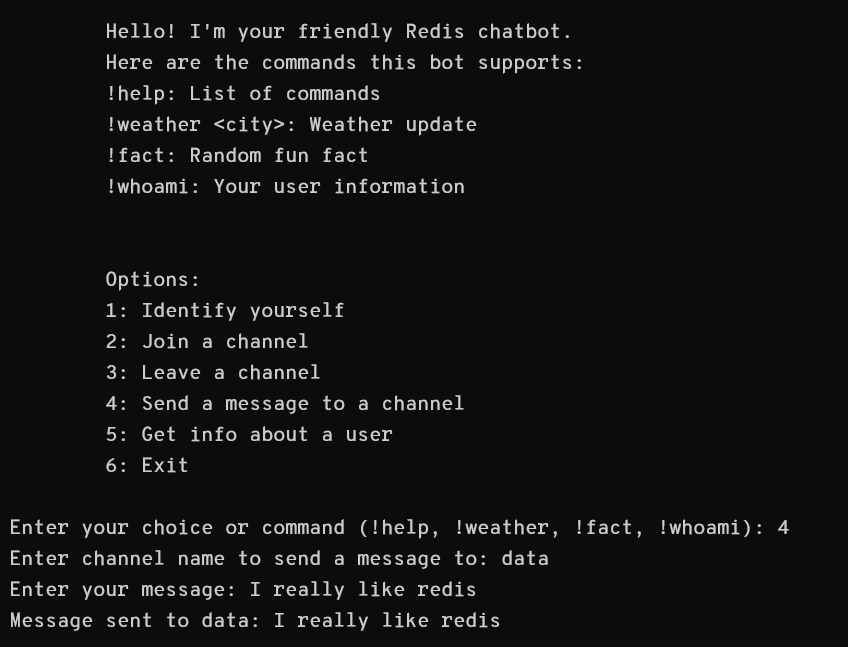 Hello! I'm your friendly Redis chatbot.
Here are the commands this bot supports:
!help: List of commands
!weather <city>: Weather update
!fact: Random fun fact
!whoami: Your user information
Options:
1: Identify yourself
2: Join a channel
3: Leave a channel
4: Send a message to a channel
5: Get info about a user
6: Exit
Enter your choice or command (!help, !weather, !fact, !whoami): 4
Enter channel name to send a message to: data
Enter your message: I really like redis
Message sent to data: I really like redis